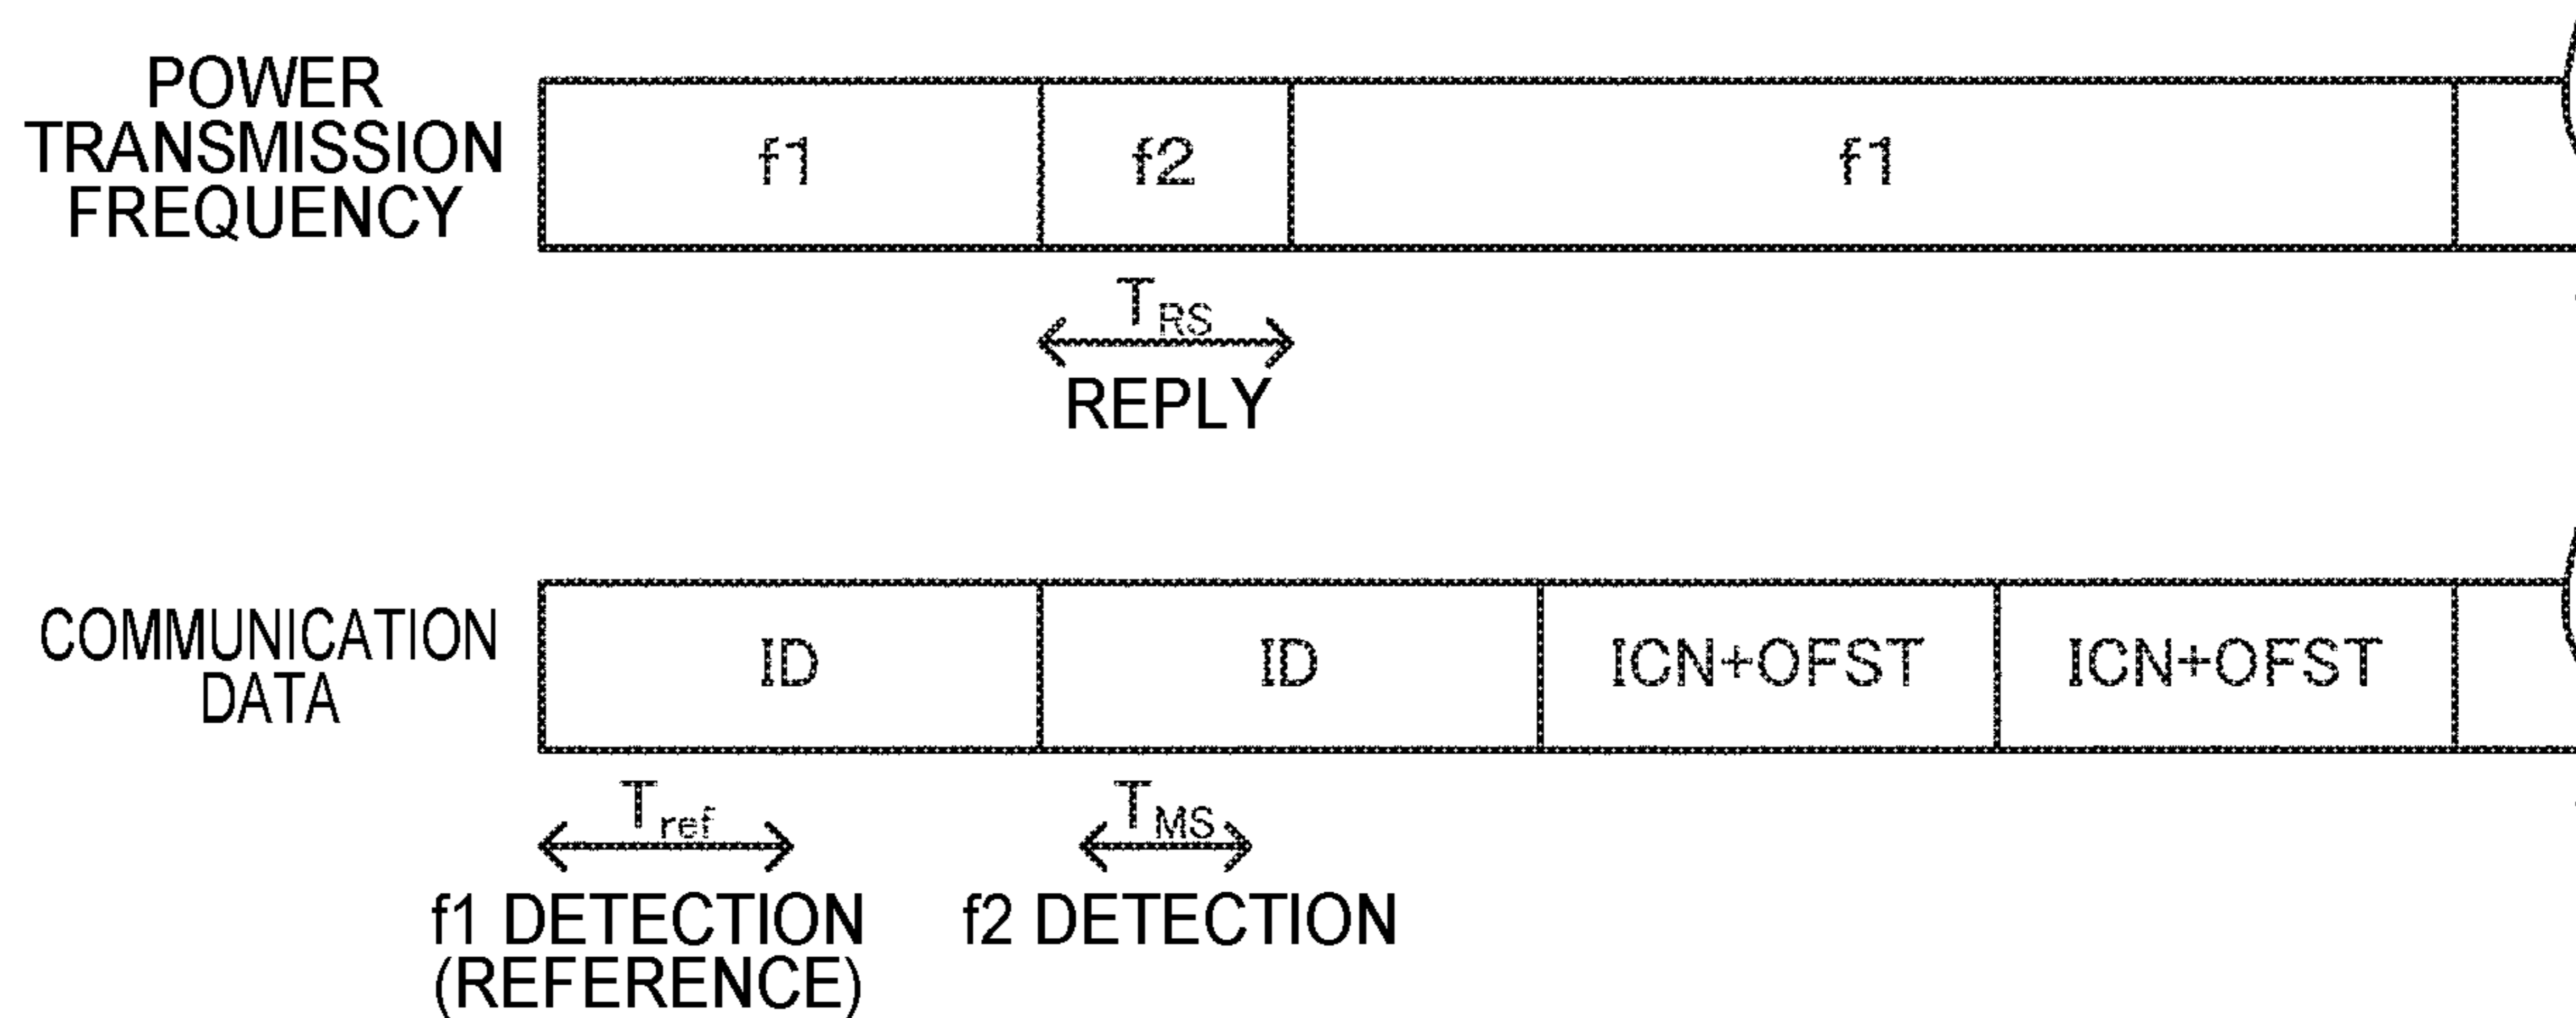 POWER
TRANSMISSION
FREQUENCY
f1
f2
f1
TRS
REPLY
COMMUNICATION
DATA
ID
ID
ICN+OFST
ICN+OFST
Tref
TMS
f1 DETECTION
(REFERENCE)
f2 DETECTION